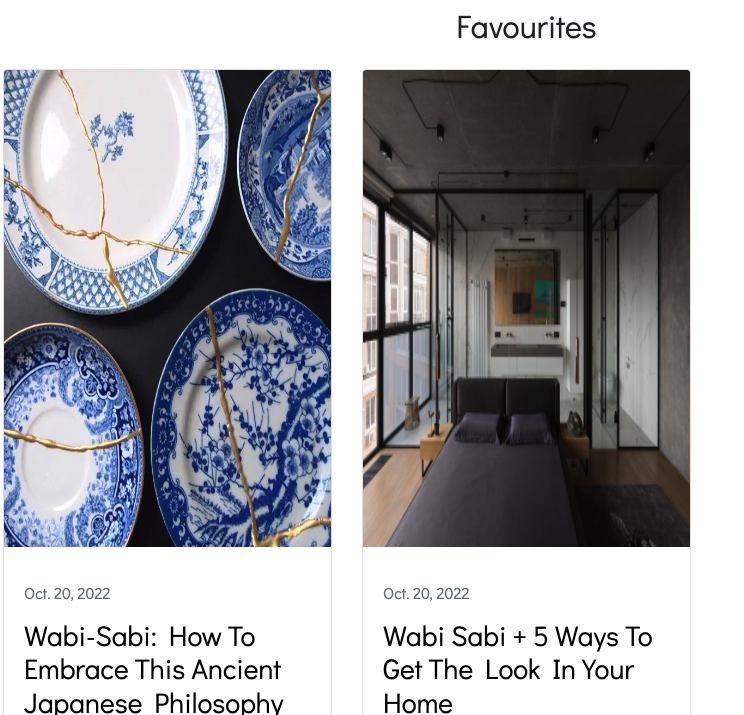 Favourites
Oct. 20, 2022
Wabi-Sabi: How To
Embrace This Ancient
Japanese Philosophy
Oct. 20, 2022
Wabi Sabi + 5 Ways To
Get The Look In Your
Home